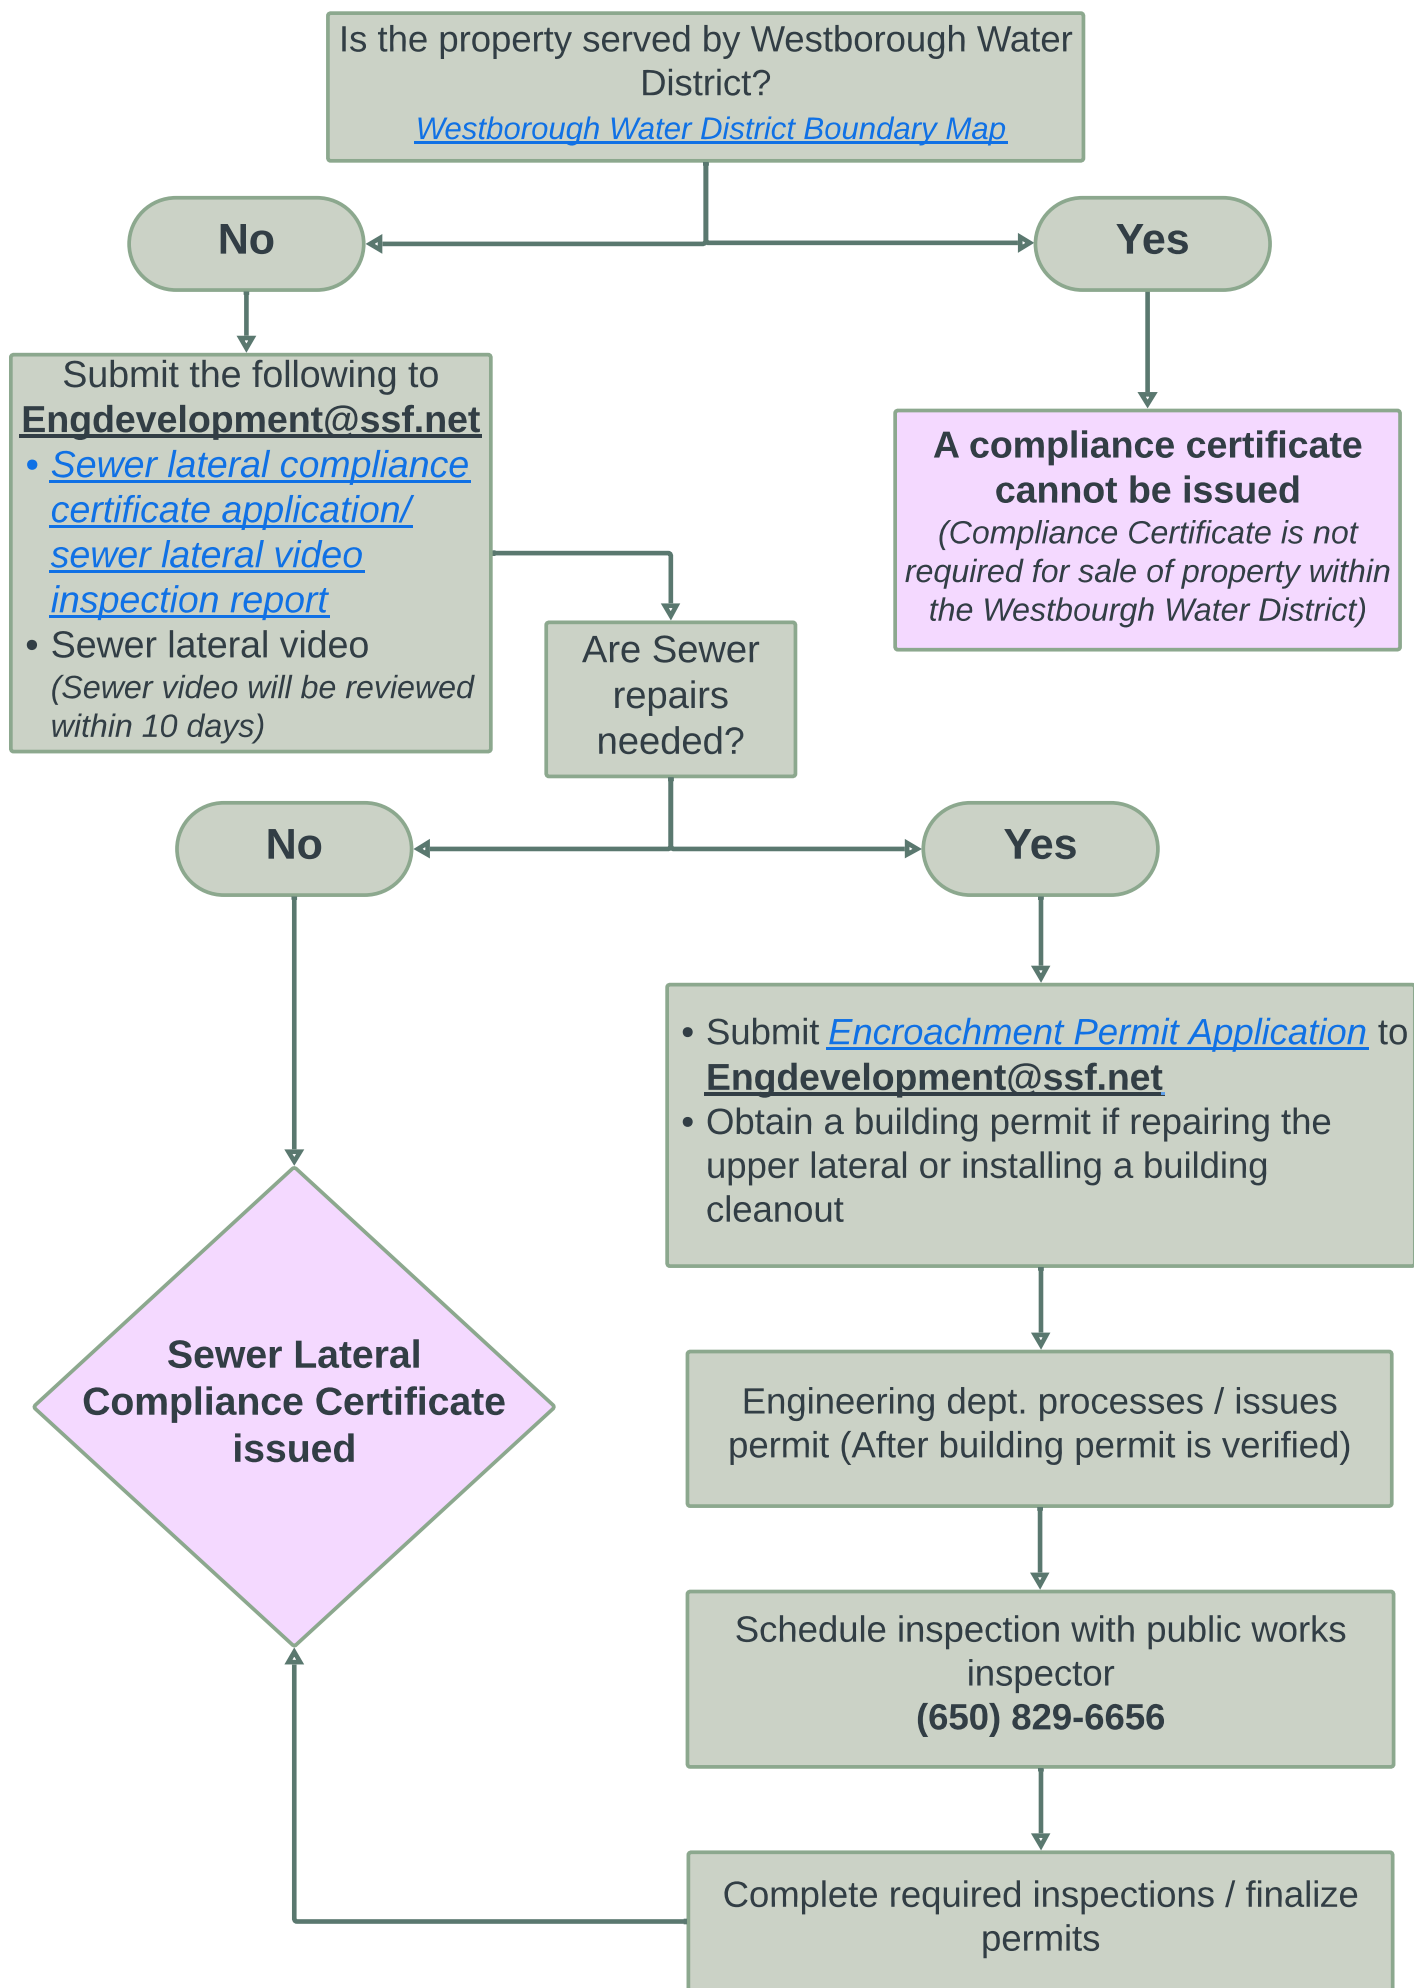 Is the property served by Westborough Water
District?
Westborough Water District Boundary Map
No
Yes
Submit the following to
Engdevelopment@ssf.net
• Sewer lateral compliance
certificate application/
sewer lateral video
inspection report
• Sewer lateral video
(Sewer video will be reviewed
within 10 days)
A compliance certificate
cannot be issued
(Compliance Certificate is not
required for sale of property within
the Westbourgh Water District)
Are Sewer
repairs
needed?
No
Yes
• Submit Encroachment Permit Application to
Engdevelopment@ssf.net
• Obtain a building permit if repairing the
upper lateral or installing a building
cleanout
Sewer Lateral
Compliance Certificate
issued
Engineering dept. processes / issues
permit (After building permit is verified)
Schedule inspection with public works
inspector
(650) 829-6656
Complete required inspections / finalize
permits